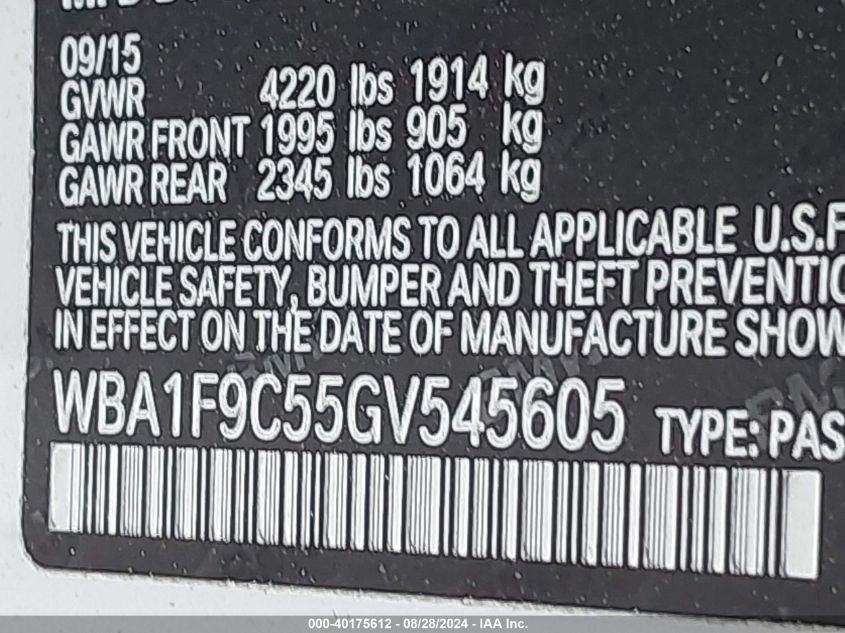 09/15
GVWR 4220 lbs 1914 kg
GAWR FRONT 1995 lbs 905 kg
GAWR REAR 2345 lbs 1064 kg
THIS VEHICLE CONFORMS TO ALL APPLICABLE U.S.F
VEHICLE SAFETY, BUMPER AND THEFT PREVENTIO
IN EFFECT ON THE DATE OF MANUFACTURE SHOW
WBA1F9C55GV545605 TYPE: PAS
000-40175612 - 08/28/2024 - IAA Inc.